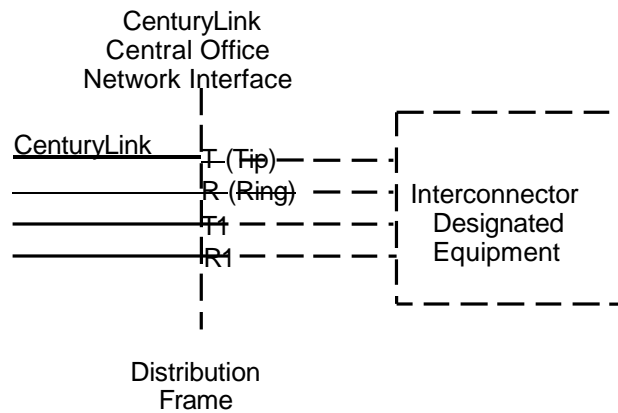 CenturyLink
Central Office
Network Interface
CenturyLink
T (Tip)
R (Ring)
T1
R1
Interconnector
Designated
Equipment
Distribution
Frame